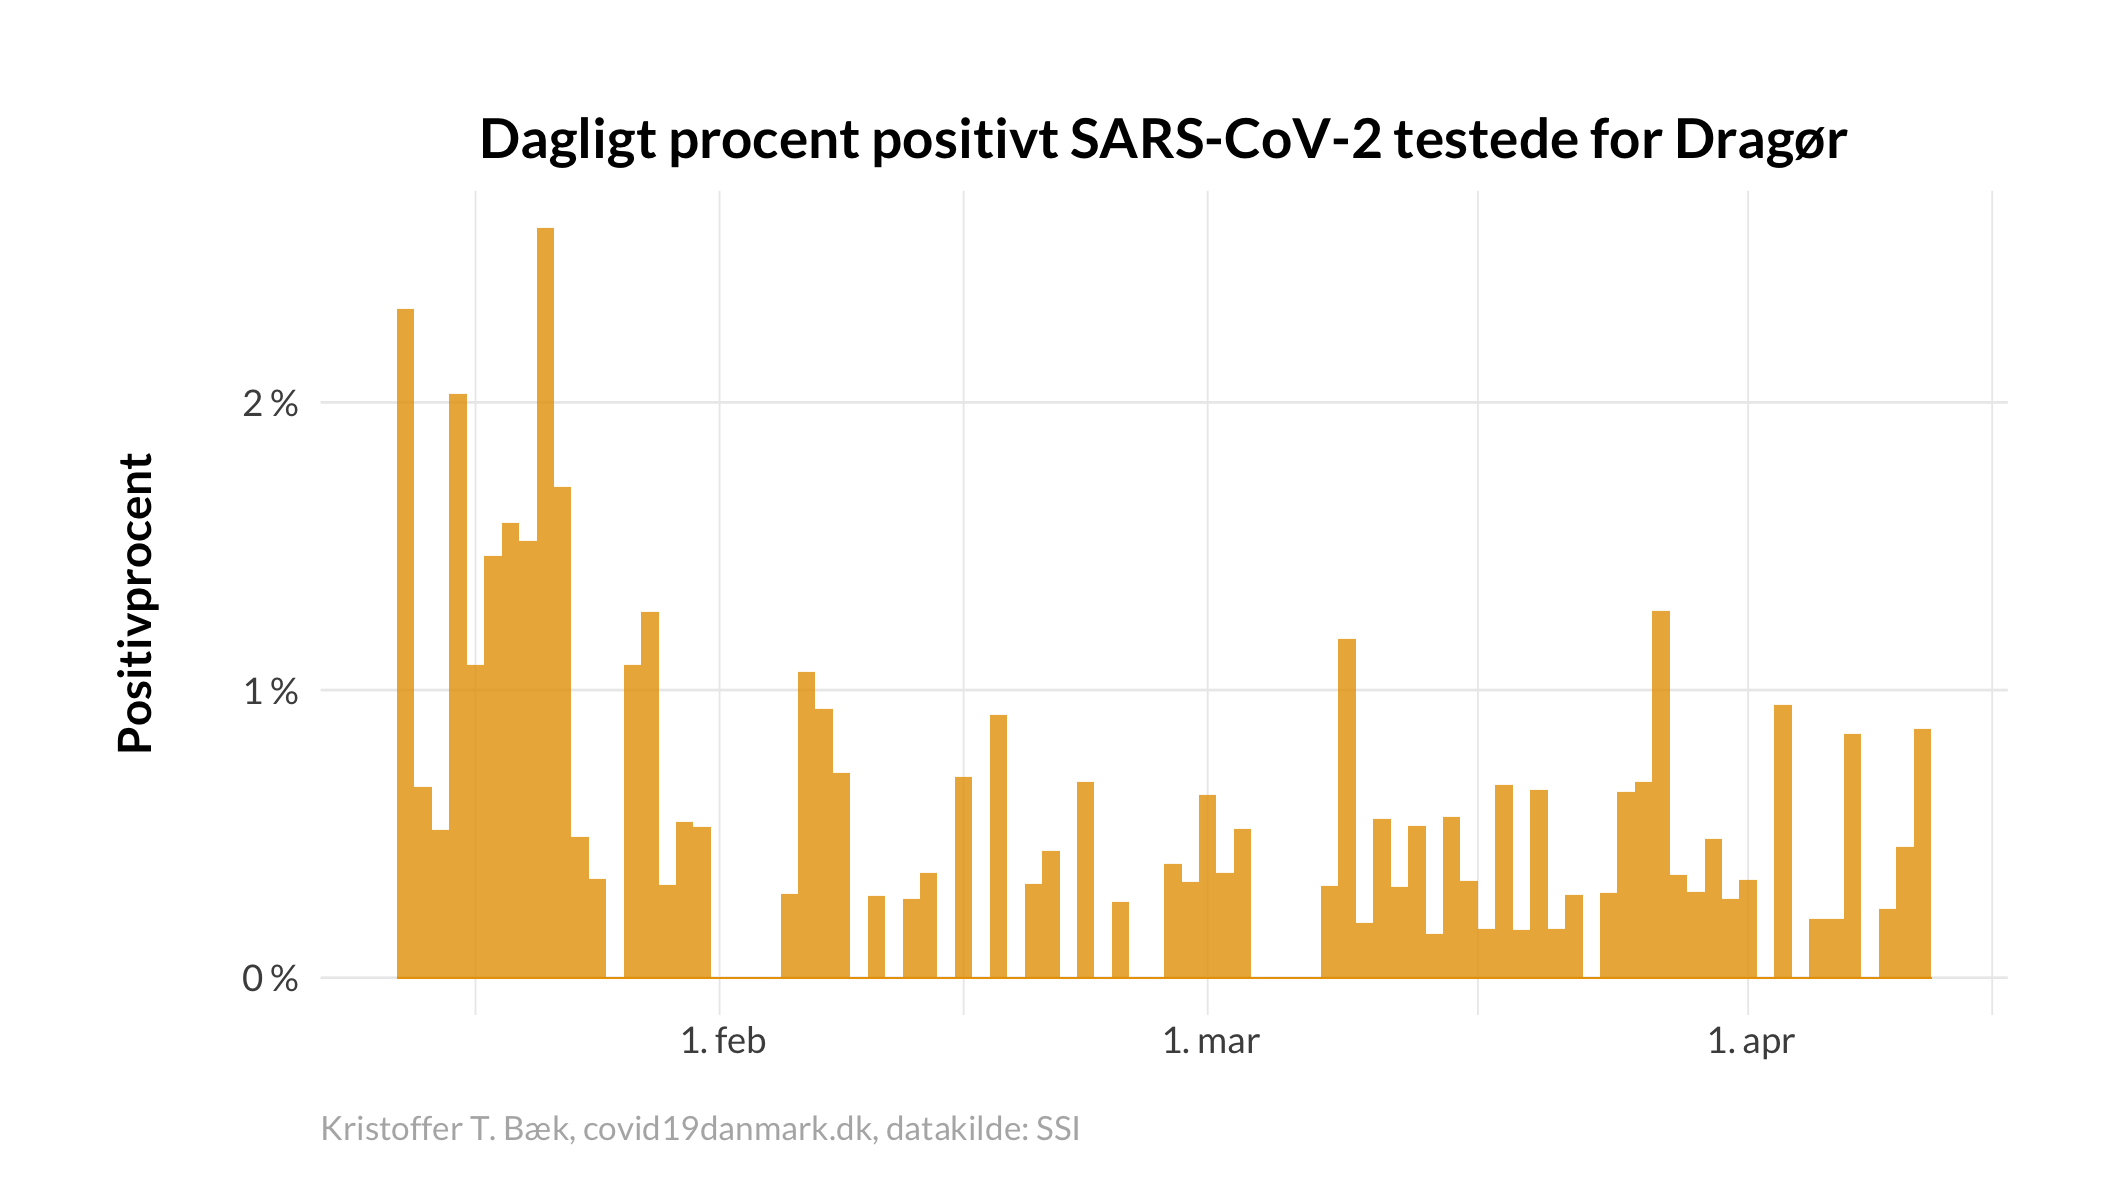 Dagligt procent positivt SARS-CoV-2 testede for Dragør
Positivprocent
2 %
1 %
0 %
1. feb
1. mar
1. apr
Kristoffer T. Bæk, covid19danmark.dk, datakilde: SSI